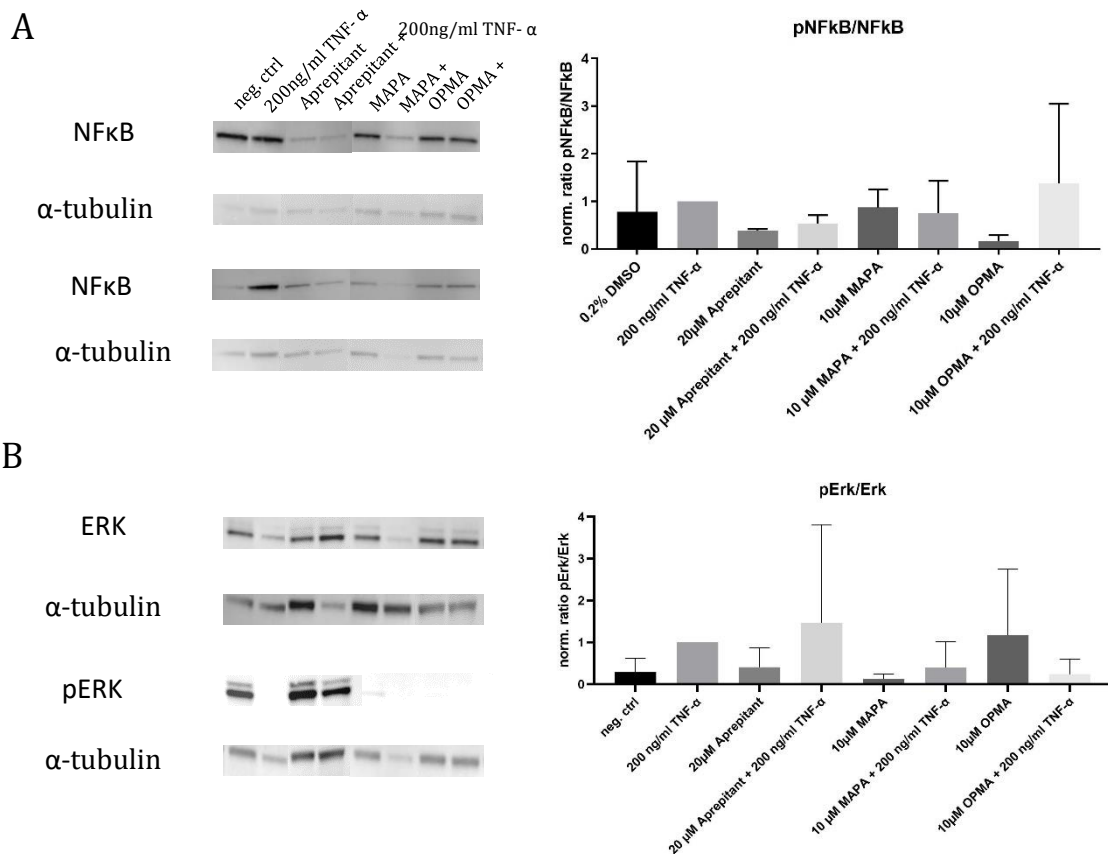 A
neg. ctrl
200ng/ml TNF- α
Aprepitant
Aprepitant +
MAPA
MAPA +
OPMA
OPMA +
200ng/ml TNF- α
NFκB
α-tubulin
NFκB
α-tubulin
pNFkB/NFkB
norm. ratio pNFkB/NFkB
4
3
2
1
0
0.2% DMSO
200 ng/ml TNF-α
20µM Aprepitant
20 µM Aprepitant + 200 ng/ml TNF-α
10µM MAPA
10 µM MAPA + 200 ng/ml TNF-α
10µM OPMA
10µM OPMA + 200 ng/ml TNF-α
B
ERK
α-tubulin
pERK
α-tubulin
pErk/Erk
norm. ratio pErk/Erk
4
3
2
1
0
neg. ctrl
200 ng/ml TNF-α
20µM Aprepitant
20 µM Aprepitant + 200 ng/ml TNF-α
10µM MAPA
10 µM MAPA + 200 ng/ml TNF-α
10µM OPMA
10µM OPMA + 200 ng/ml TNF-α